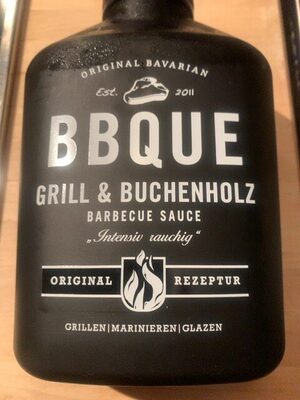 ORIGINAL BAVARIAN
Est. 2011
BBQUE
GRILL & BUCHENHOLZ
BARBECUE SAUCE
„Intensiv rauchig“
ORIGINAL REZEPTUR
GRILLEN|MARINIEREN|GLAZEN